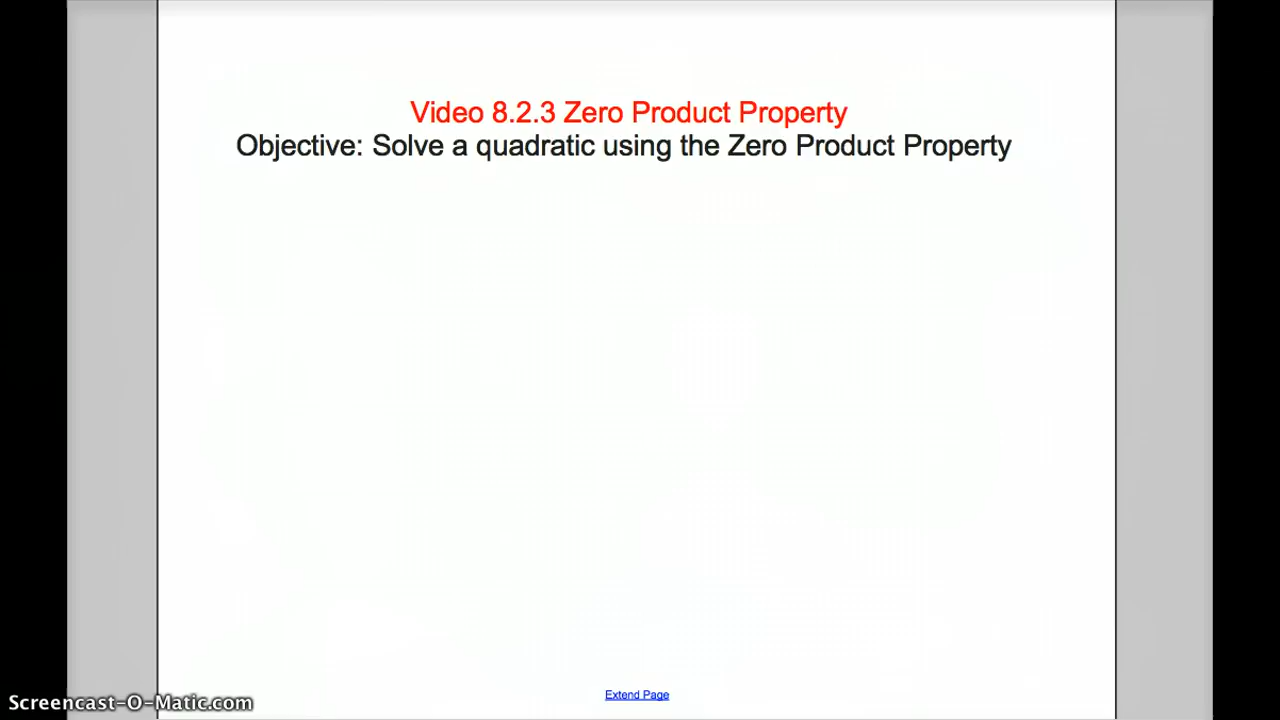 Video 8.2.3 Zero Product Property
Objective: Solve a quadratic using the Zero Product Property
Extend Page
Screencast-O-Matic.com